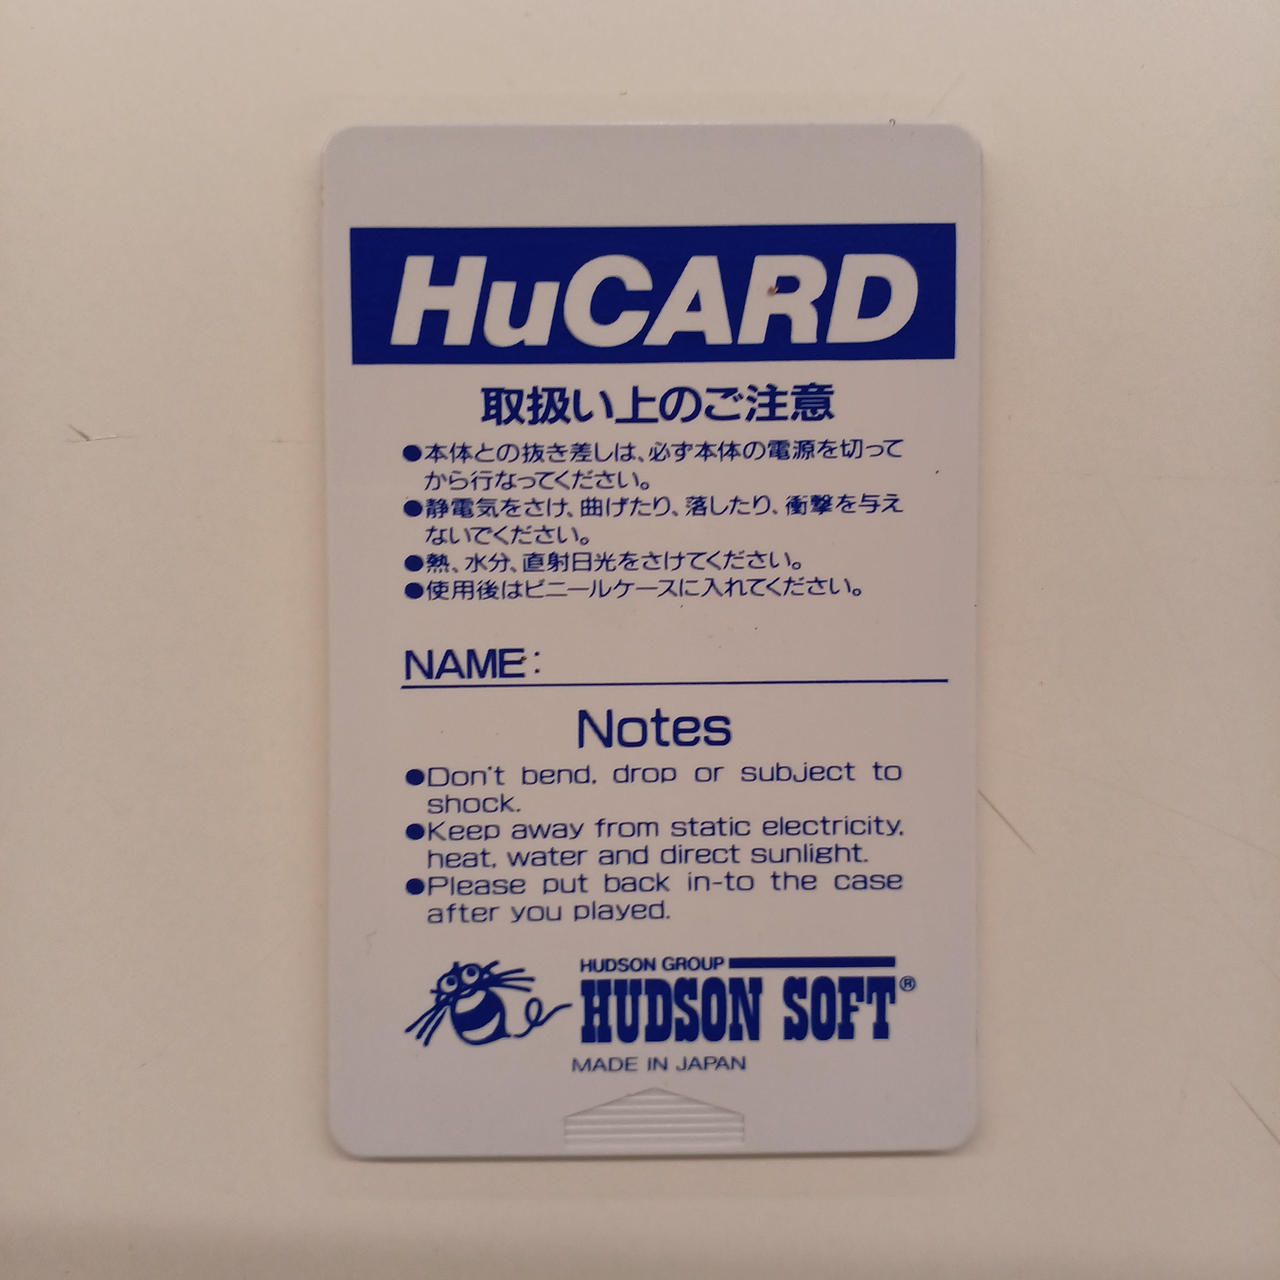 HuCARD
取扱い上のご注意
●本体との抜き差しは、必ず本体の電源を切って
から行なってください。
●静電気をさけ、曲げたり、落したり、衝撃を与え
ないでください。
●熱、水分、直射日光をさけてください。
●使用後はビニールケースに入れてください。
NAME:
Notes
●Don't bend, drop or subject to
shock.
●Keep away from static electricity,
heat, water and direct sunlight.
●Please put back in-to the case
after you played.
HUDSON GROUP
HUDSON SOFT®
MADE IN JAPAN